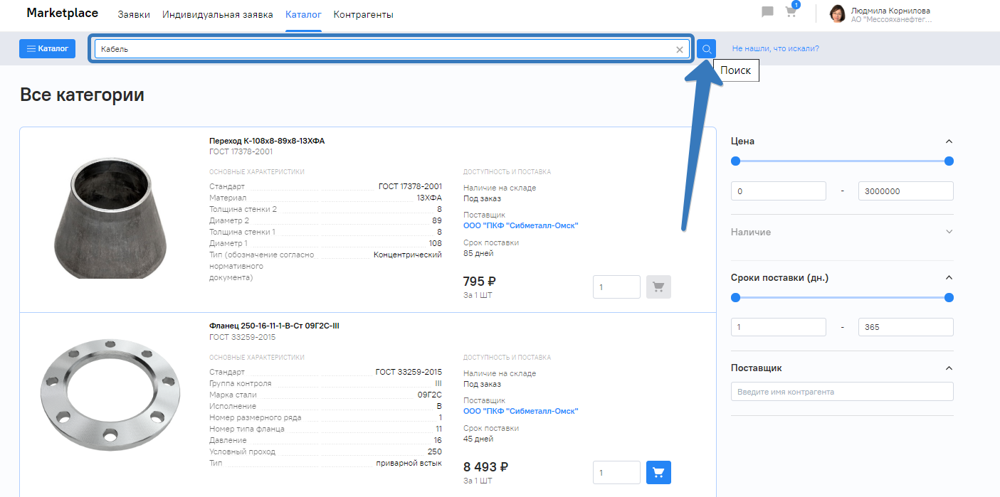 Marketplace
Заявки
Индивидуальная заявка
Каталог
Контрагенты
1
Людмила Корнилова
АО "Мессояханефтег...
Каталог
Кабель
Не нашли, что искали?
Поиск
Все категории
Переход К-108х8-89х8-13ХФА
ГОСТ 17378-2001
ОСНОВНЫЕ ХАРАКТЕРИСТИКИ
Стандарт ГОСТ 17378-2001
Материал 13ХФА
Толщина стенки 2 8
Диаметр 2 89
Толщина стенки 1 8
Диаметр 1 108
Тип (обозначение согласно Концентрический
нормативного
документа)
ДОСТУПНОСТЬ И ПОСТАВКА
Наличие на складе
Под заказ
Поставщик
ООО "ПКФ "Сибметалл-Омск"
Срок поставки
85 дней
795 ₽
За 1 ШТ
1
Фланец 250-16-11-1-В-Ст 09Г2С-III
ГОСТ 33259-2015
ОСНОВНЫЕ ХАРАКТЕРИСТИКИ
Стандарт ГОСТ 33259-2015
Группа контроля III
Марка стали 09Г2С
Исполнение В
Номер размерного ряда 1
Номер типа фланца 11
Давление 16
Условный проход 250
Тип приварной встык
ДОСТУПНОСТЬ И ПОСТАВКА
Наличие на складе
Под заказ
Поставщик
ООО "ПКФ "Сибметалл-Омск"
Срок поставки
45 дней
8 493 ₽
За 1 ШТ
1
Цена
0 - 3000000
Наличие
Сроки поставки (дн.)
1 - 365
Поставщик
Введите имя контрагента